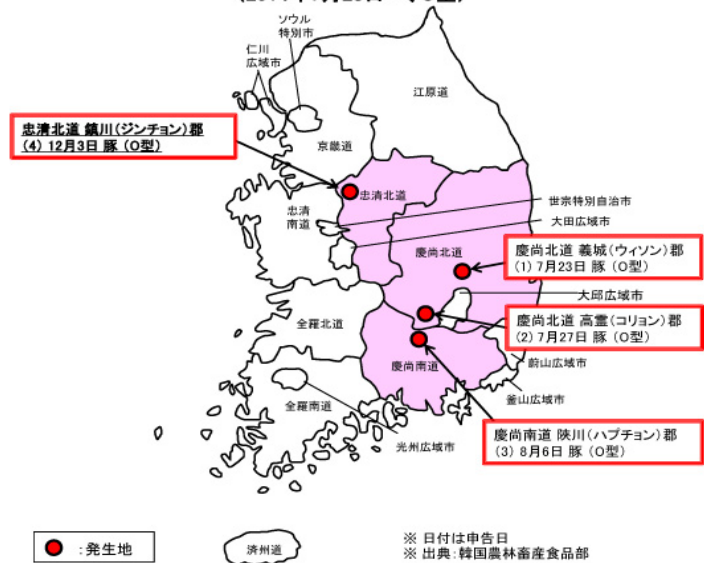 ソウル
特別市
仁川
広域市
江原道
忠清北道 鎮川(ジンチョン)郡
(4) 12月3日 豚 (O型)
京畿道
忠清北道
世宗特別自治市
忠清
南道
大田広域市
慶尚北道
慶尚北道 義城(ウィソン)郡
(1) 7月23日 豚 (O型)
大邱広域市
全羅北道
慶尚北道 高霊(コリョン)郡
(2) 7月27日 豚 (O型)
慶尚南道
蔚山広域市
釜山広域市
全羅南道
光州広域市
慶尚南道 陜川(ハプチョン)郡
(3) 8月6日 豚 (O型)
:発生地
済州道
※ 日付は申告日
※ 出典:韓国農林畜産食品部